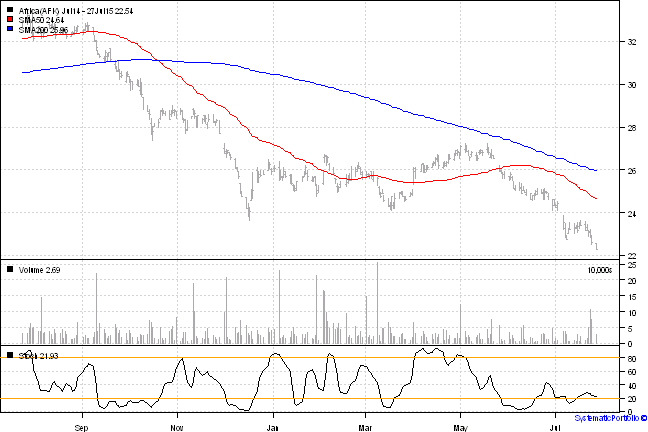 Africa(AFK) Jul14 - 27Jul15 22.54
SMA50 24.64
SMA200 25.96
32
30
28
26
24
22
Volume 2.69
10,000s
25
20
15
10
5
0
Stoch 21.93
80
60
40
20
0
Sep Nov Jan Mar May Jul
SystematicPortfolio ©